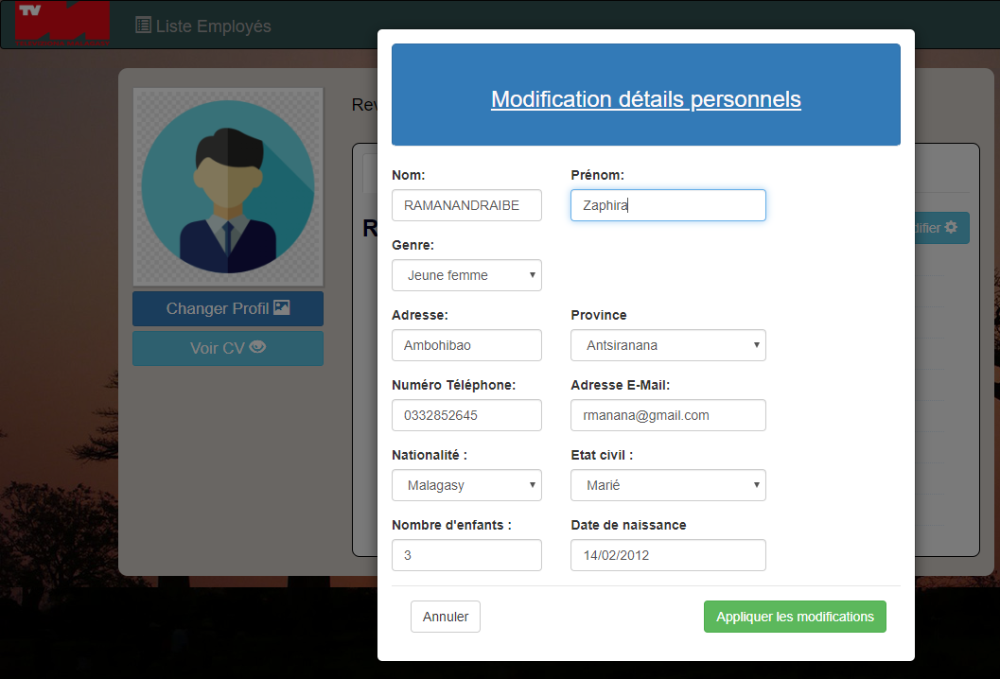 TV
Liste Employés
Rev
R
difier
Changer Profil
Voir CV
Modification détails personnels
Nom: Prénom:
RAMANANDRAIBE Zaphira
Genre:
Jeune femme
Adresse: Province
Ambohibao Antsiranana
Numéro Téléphone: Adresse E-Mail:
0332852645 rmanana@gmail.com
Nationalité : Etat civil :
Malagasy Marié
Nombre d'enfants : Date de naissance
3 14/02/2012
Annuler Appliquer les modifications